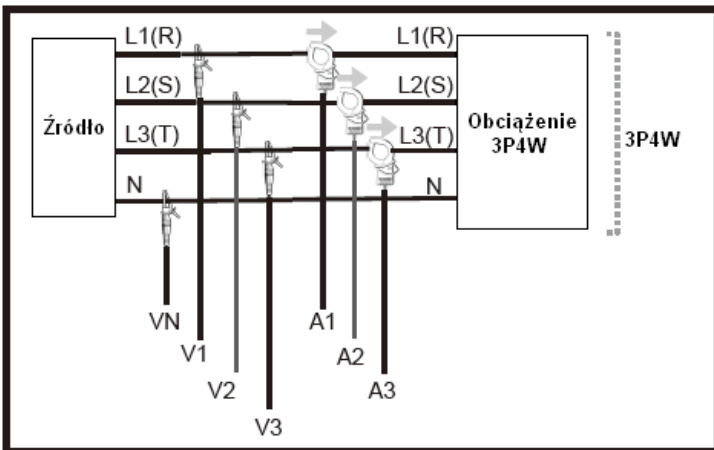 L1(R) L1(R)
L2(S) L2(S)
Źródło
L3(T) L3(T)
Obciążenie
3P4W
3P4W
N N
VN
V1
V2
V3
A1
A2
A3